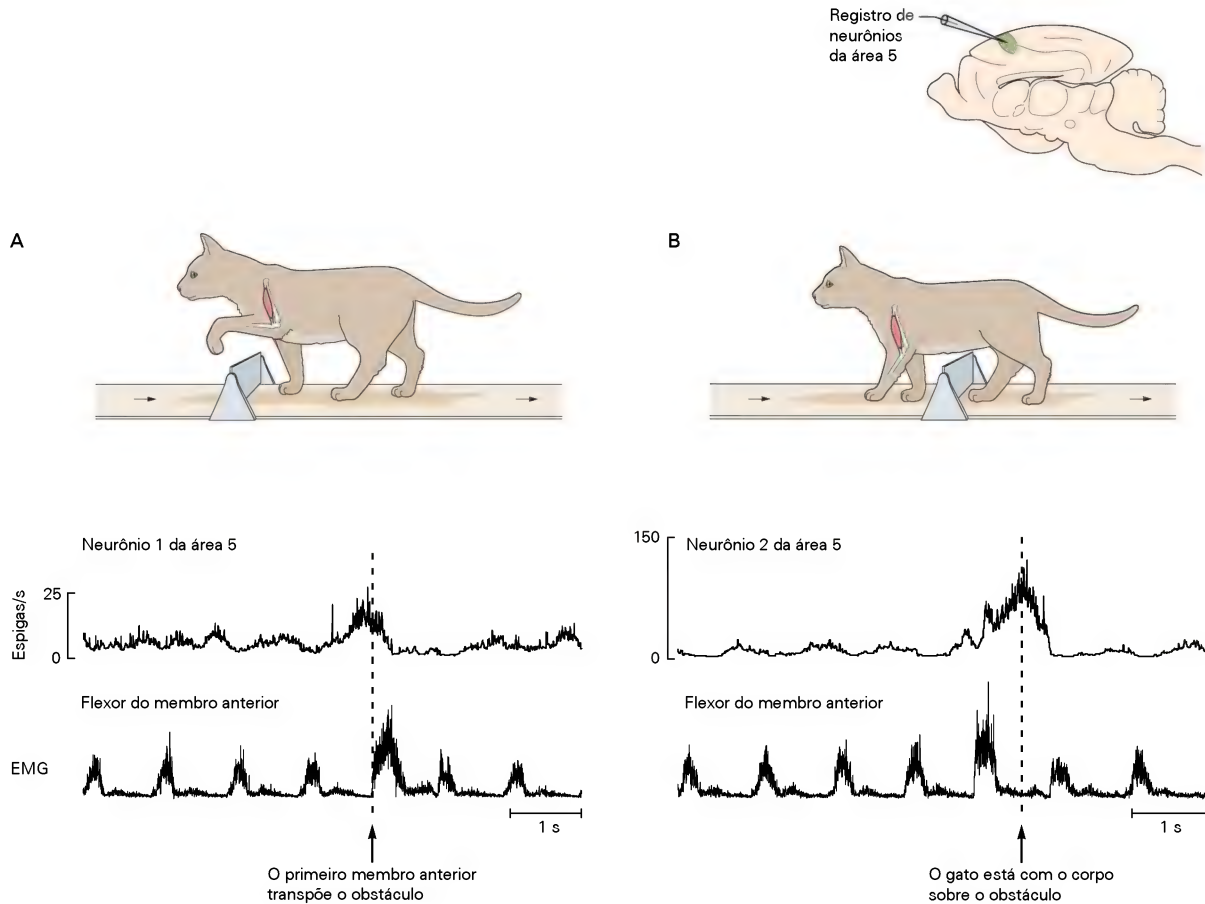 Registro de
neurônios
da área 5
A
B
Neurônio 1 da área 5
Espigas/s
25
0
Flexor do membro anterior
EMG
1 s
O primeiro membro anterior
transpõe o obstáculo
150
Neurônio 2 da área 5
0
Flexor do membro anterior
1 s
O gato está com o corpo
sobre o obstáculo